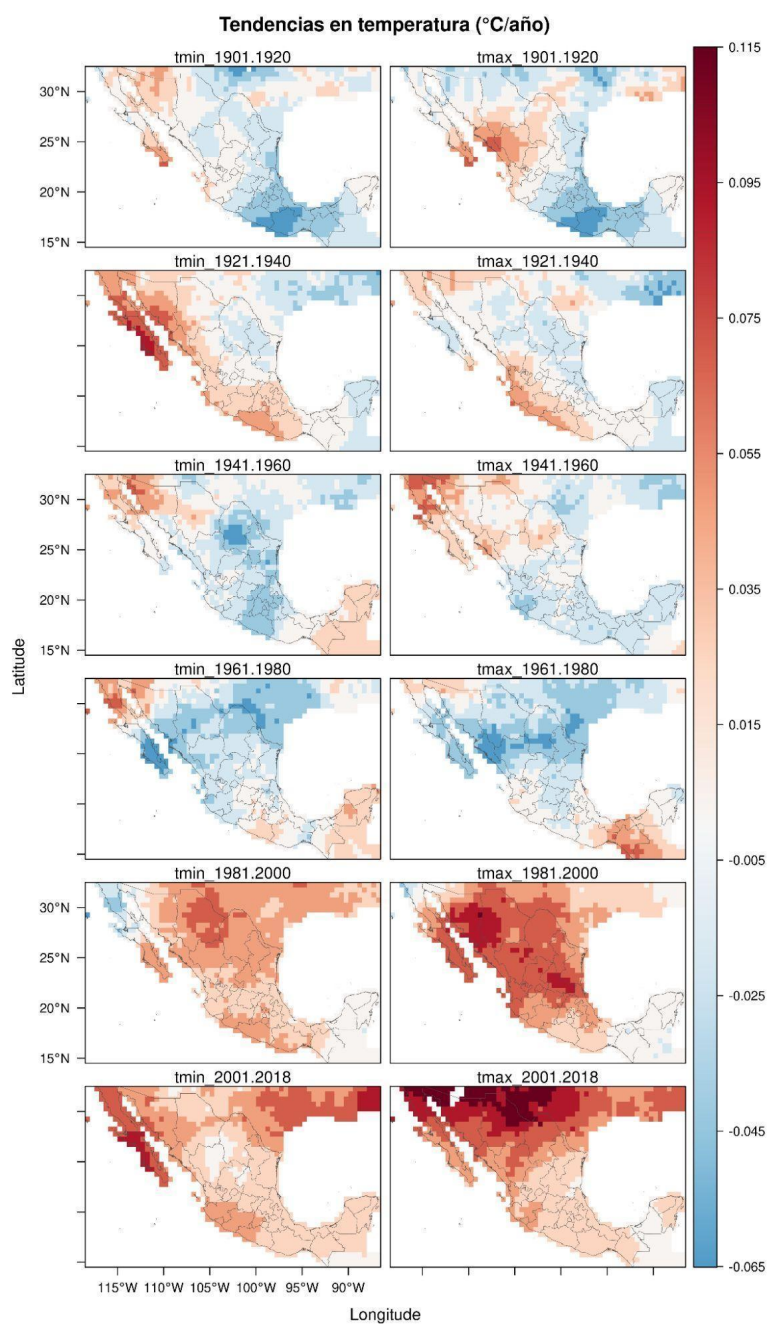 Tendencias en temperatura (°C/año)
tmin_1901.1920
tmax_1901.1920
30°N
25°N
20°N
15°N
tmin_1921.1940
tmax_1921.1940
tmin_1941.1960
tmax_1941.1960
30°N
25°N
20°N
15°N
tmin_1961.1980
tmax_1961.1980
tmin_1981.2000
tmax_1981.2000
30°N
25°N
20°N
15°N
tmin_2001.2018
tmax_2001.2018
115°W 110°W 105°W 100°W 95°W 90°W
Latitude
Longitude
0.115
0.095
0.075
0.055
0.035
0.015
-0.005
-0.025
-0.045
-0.065